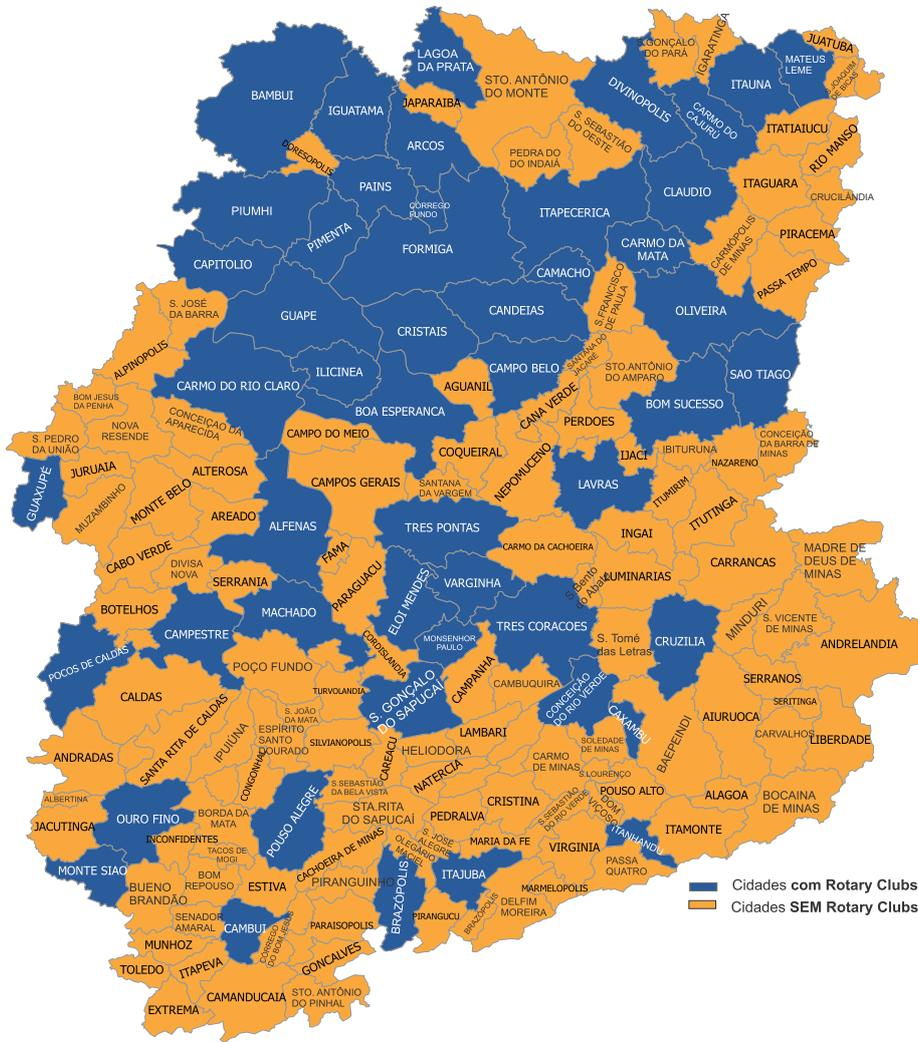 LAGOA
DA PRATA
S.GONÇALO
DO PARÁ
IGARATINGA
JUATUBA
MATEUS
LEME
S.JOAQUIM
DE BICAS
BAMBUI
IGUATAMA
JAPARAIBA
STO. ANTÔNIO
DO MONTE
DIVINOPOLIS
ITAUNA
CARMO DO
CAJURÚ
ITATIAIUCU
RIO MANSO
DORESOPOLIS
ARCOS
PEDRA DO
DO INDAIÁ
S. SEBASTIÃO
DO OESTE
PAINS
CLAUDIO
ITAGUARA
CRUCILÂNDIA
PIUMHI
CÓRREGO
FUNDO
ITAPECERICA
PIMENTA
FORMIGA
CARMO DA
MATA
CARMÓPOLIS
DE MINAS
PIRACEMA
CAPITOLIO
CAMACHO
PASSA TEMPO
S. JOSÉ
DA BARRA
GUAPE
CRISTAIS
CANDEIAS
S.FRANCISCO
DE PAULA
OLIVEIRA
ALPINOPOLIS
CARMO DO RIO CLARO
ILICINEA
AGUANIL
CAMPO BELO
SANTANA DO
JACARÉ
STO.ANTÔNIO
DO AMPARO
SAO TIAGO
BOM JESUS
DA PENHA
CONCEIÇÃO DA
APARECIDA
BOA ESPERANCA
CANA VERDE
BOM SUCESSO
NOVA
RESENDE
CAMPO DO MEIO
PERDOES
S. PEDRO
DA UNIÃO
COQUEIRAL
IJACI
IBITURUNA
NAZARENO
CONCEIÇÃO
DA BARRA DE
MINAS
GUAXUPÉ
JURUAIA
ALTEROSA
CAMPOS GERAIS
SANTANA
DA VARGEM
NEPOMUCENO
LAVRAS
ITUMIRIM
MUZAMBINHO
MONTE BELO
AREADO
ALFENAS
TRES PONTAS
ITUTINGA
INGAI
CABO VERDE
FAMA
CARMO DA CACHOEIRA
CARRANCAS
MADRE DE
DEUS DE
MINAS
DIVISA
NOVA
SERRANIA
PARAGUACU
ELOI MENDES
VARGINHA
S. Bento
do Abade
LUMINARIAS
BOTELHOS
MACHADO
MINDURI
S. VICENTE
DE MINAS
CAMPESTRE
CORDISLANDIA
MONSENHOR
PAULO
TRES CORACOES
S. Tomé
das Letras
CRUZILIA
ANDRELANDIA
POCOS DE CALDAS
POÇO FUNDO
CAMPANHA
CAMBUQUIRA
SERRANOS
CALDAS
TURVOLANDIA
S. GONÇALO
DO SAPUCAÍ
CONCEIÇÃO
DO RIO VERDE
SERITINGA
SANTA RITA DE CALDAS
S. JOÃO
DA MATA
CAXAMBU
AIURUOCA
IPUIÚNA
ESPÍRITO
SANTO
DOURADO
SILVIANOPOLIS
CAREACU
LAMBARI
SOLEDADE
DE MINAS
BAEPENDI
CARVALHOS
LIBERDADE
ANDRADAS
CONGONHAL
HELIODORA
CARMO
DE MINAS
S.LOURENÇO
NATERCIA
ALBERTINA
POUSO ALEGRE
S.SEBASTIÃO
DA BELA VISTA
POUSO ALTO
ALAGOA
BOCAINA
DE MINAS
JACUTINGA
OURO FINO
BORDA DA
MATA
STA.RITA
DO SAPUCAÍ
CRISTINA
S.SEBASTIÃO
DO RIO VERDE
DOM
VIÇOSO
PEDRALVA
ITANHANDU
ITAMONTE
INCONFIDENTES
TACOS DE
MOGI
CACHOEIRA DE MINAS
S. JOSÉ
ALEGRE
OLEGÁRIO
MACIEL
MARIA DA FE
VIRGINIA
MONTE SIAO
BOM
REPOUSO
PASSA
QUATRO
BUENO
BRANDÃO
ESTIVA
PIRANGUINHO
BRAZÓPOLIS
ITAJUBA
MARMELOPOLIS
Cidades com Rotary Clubs
SENADOR
AMARAL
CAMBUI
CÓRREGO
DO BOM JESUS
PARAISOPOLIS
PIRANGUCU
BRAZÓPOLIS
DELFIM
MOREIRA
Cidades SEM Rotary Clubs
MUNHOZ
TOLEDO
ITAPEVA
GONCALVES
EXTREMA
CAMANDUCAIA
STO. ANTÔNIO
DO PINHAL